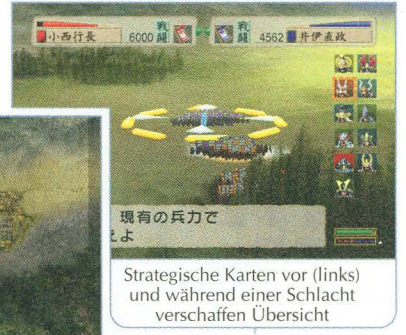 小西行長 6000 戦闘 戦闘 4562 井伊直政
現有の兵力で
えよ
Strategische Karten vor (links)
und während einer Schlacht
verschaffen Übersicht